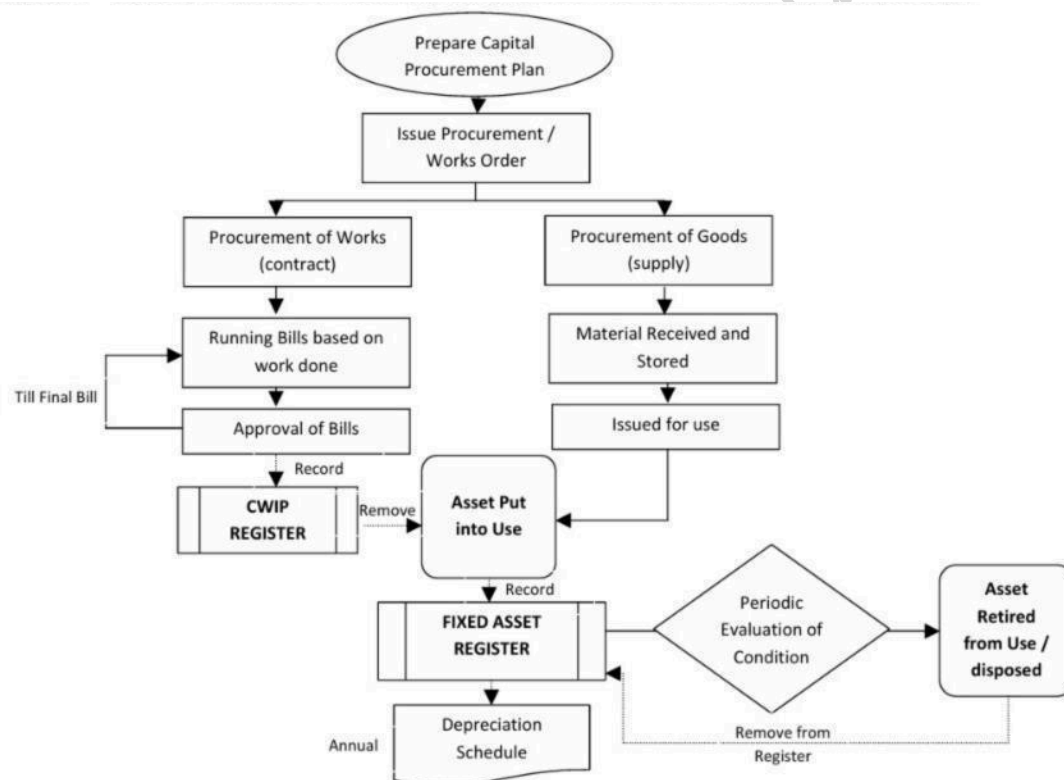 Prepare Capital
Procurement Plan
Issue Procurement /
Works Order
Procurement of Works
(contract)
Procurement of Goods
(supply)
Running Bills based on
work done
Material Received and
Stored
Till Final Bill
Approval of Bills
Issued for use
Record
CWIP
REGISTER
Remove
Asset Put
into Use
Record
FIXED ASSET
REGISTER
Periodic
Evaluation of
Condition
Asset
Retired
from Use /
disposed
Annual
Depreciation
Schedule
Remove from
Register